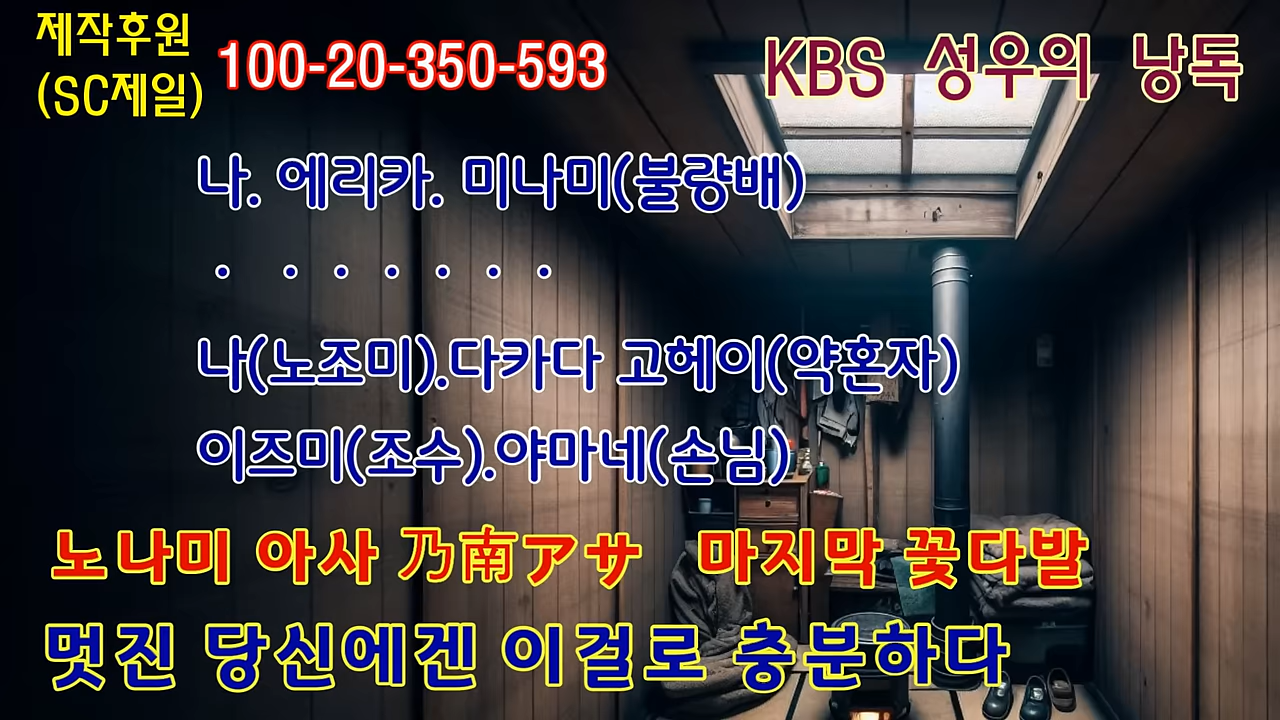 제작후원
(SC제일)
100-20-350-593
KBS 성우의 낭독
나. 에리카. 미나미(불량배)
. . . . . . .
나(노조미).다카다 고헤이(약혼자)
이즈미(조수).야마네(손님)
노나미 아사 乃南アサ 마지막 꽃다발
멋진 당신에겐 이걸로 충분하다